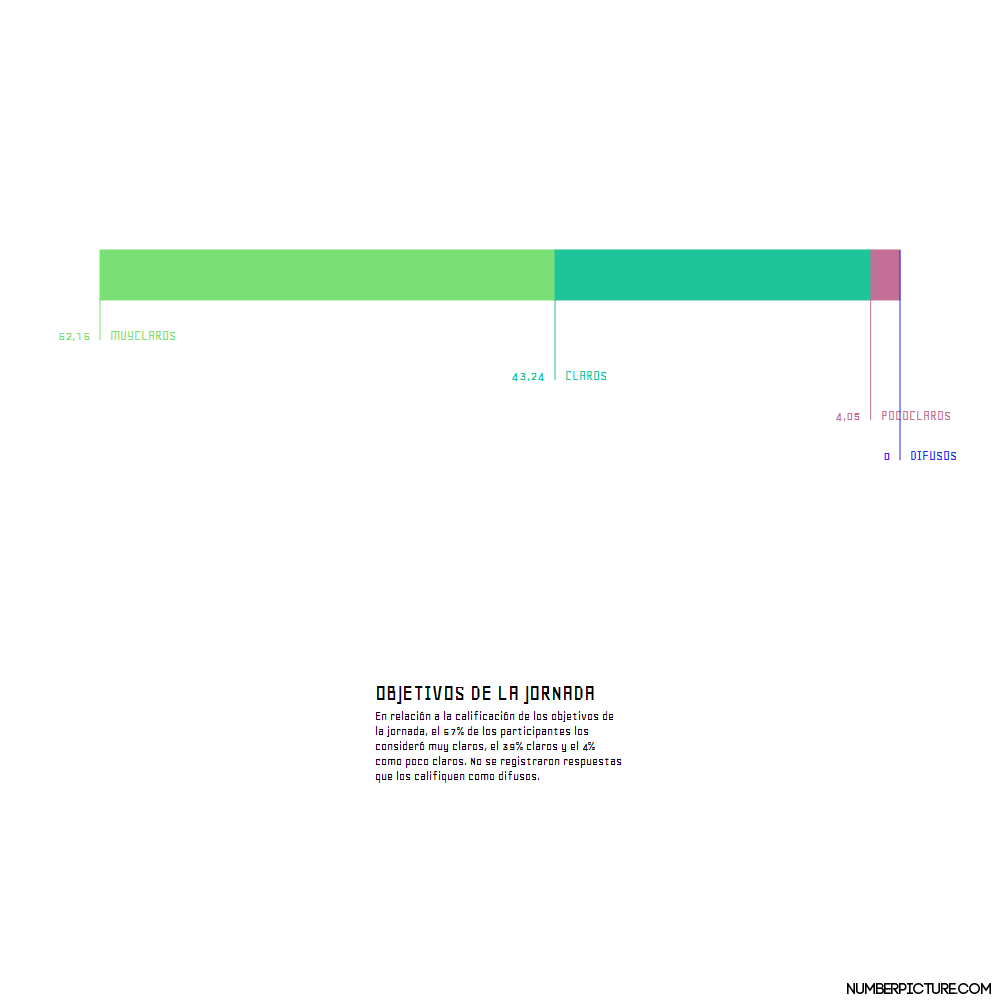 62,16
MUYCLAROS
43,24
CLAROS
4,05
POCOCLAROS
0
DIFUSOS
OBJETIVOS DE LA JORNADA
En relación a la calificación de los objetivos de
la jornada, el 57% de los participantes los
consideró muy claros, el 39% claros y el 4%
como poco claros. No se registraron respuestas
que los califiquen como difusos.
NUMBERPICTURE.COM